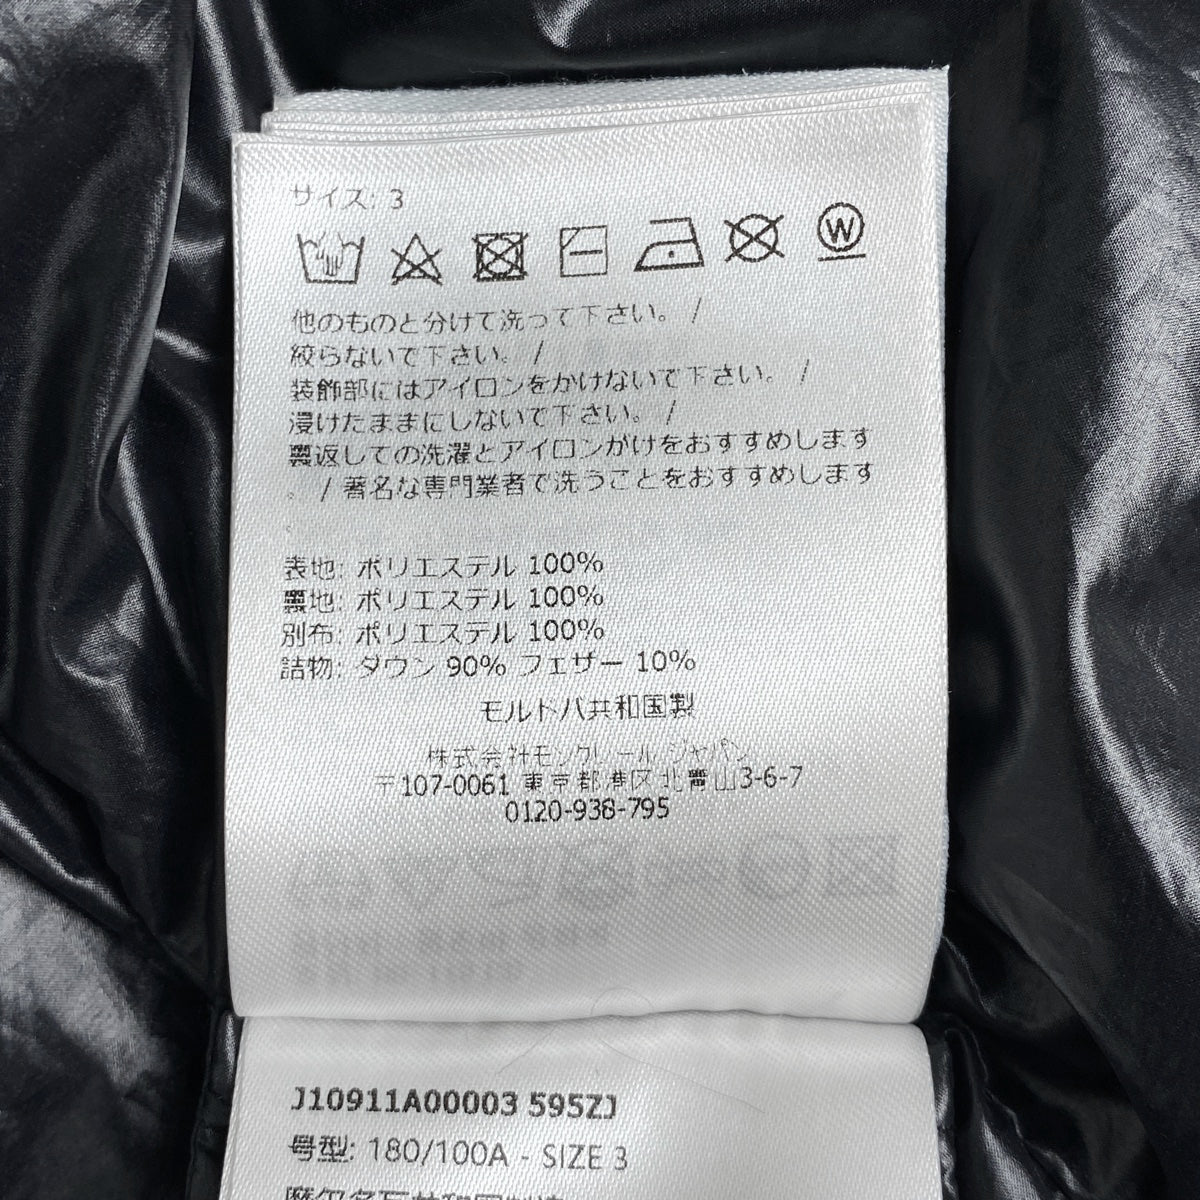 サイズ: 3
W
他のものと分けて洗って下さい。 /
絞らないで下さい。 /
装飾部にはアイロンをかけないで下さい。 /
浸けたままにしないで下さい。 /
裏返しての洗濯とアイロンがけをおすすめします
。 / 著名な専門業者で洗うことをおすすめします
。
表地: ポリエステル 100%
裏地: ポリエステル 100%
別布: ポリエステル 100%
詰物: ダウン 90% フェザー 10%
モルドバ共和国製
株式会社モンクレール ジャパン
〒107-0061 東京都港区北青山3-6-7
0120-938-795
J10911A00003 595ZJ
号型: 180/100A - SIZE 3
摩尔多瓦共和国制造